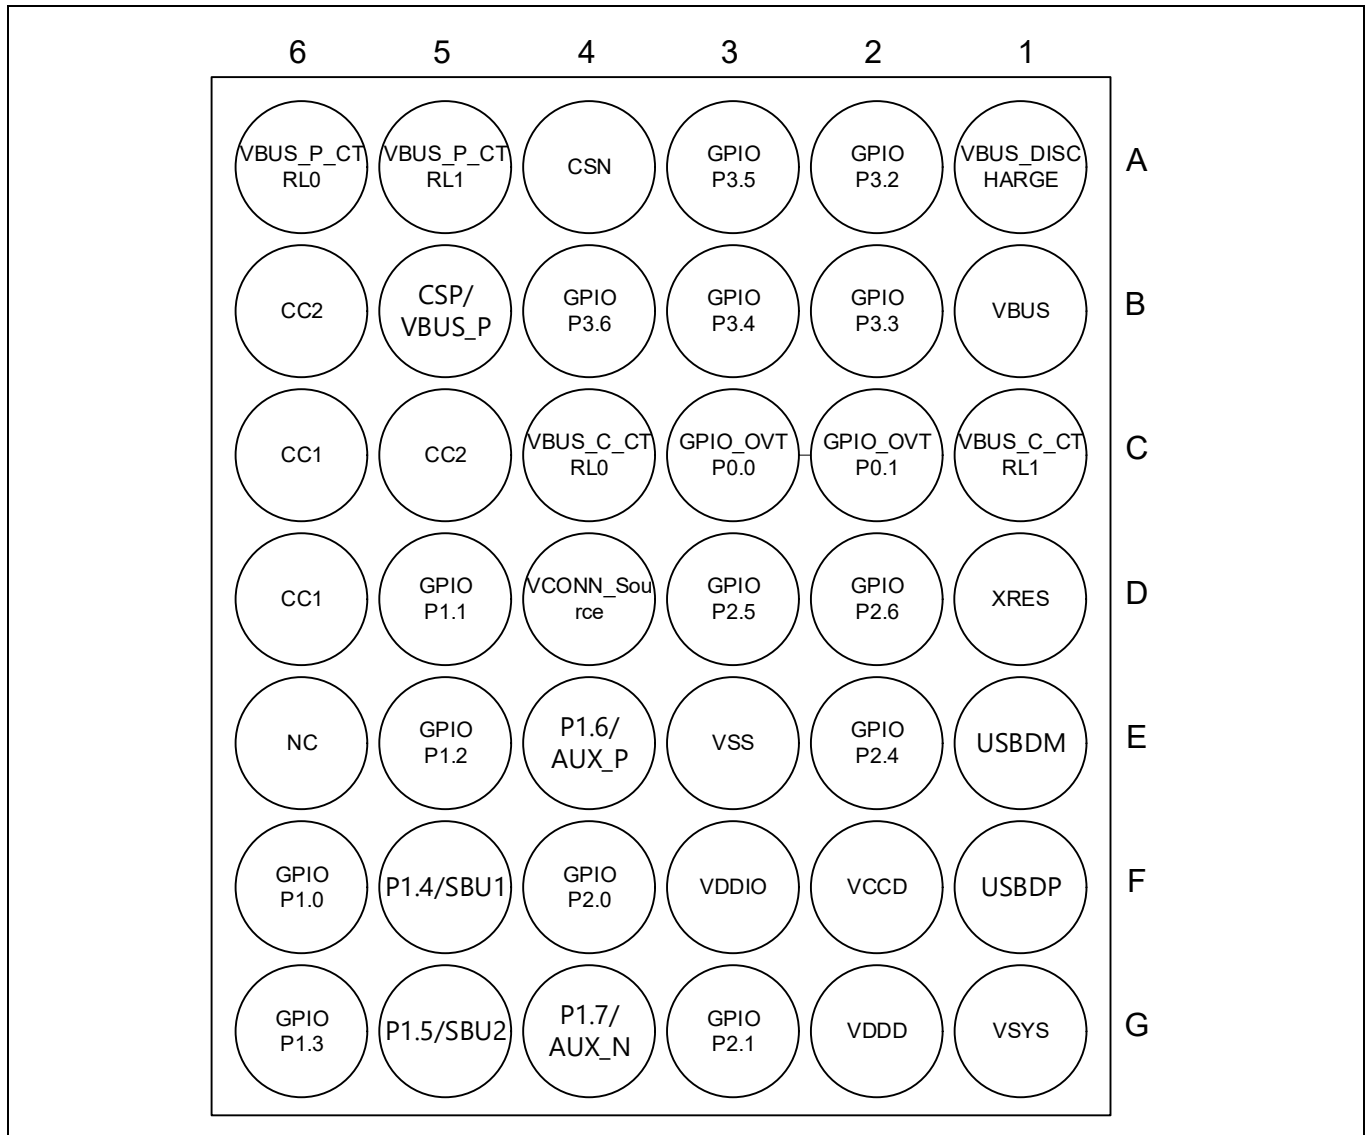 6 5 4 3 2 1
VBUS_P_CT
RL0
VBUS_P_CT
RL1
CSN
GPIO
P3.5
GPIO
P3.2
VBUS_DISC
HARGE
A
CC2
CSP/
VBUS_P
GPIO
P3.6
GPIO
P3.4
GPIO
P3.3
VBUS
B
CC1
CC2
VBUS_C_CT
RL0
GPIO_OVT
P0.0
GPIO_OVT
P0.1
VBUS_C_CT
RL1
C
CC1
GPIO
P1.1
VCONN_Sou
rce
GPIO
P2.5
GPIO
P2.6
XRES
D
NC
GPIO
P1.2
P1.6/
AUX_P
VSS
GPIO
P2.4
USBDM
E
GPIO
P1.0
P1.4/SBU1
GPIO
P2.0
VDDIO
VCCD
USBDP
F
GPIO
P1.3
P1.5/SBU2
P1.7/
AUX_N
GPIO
P2.1
VDDD
VSYS
G